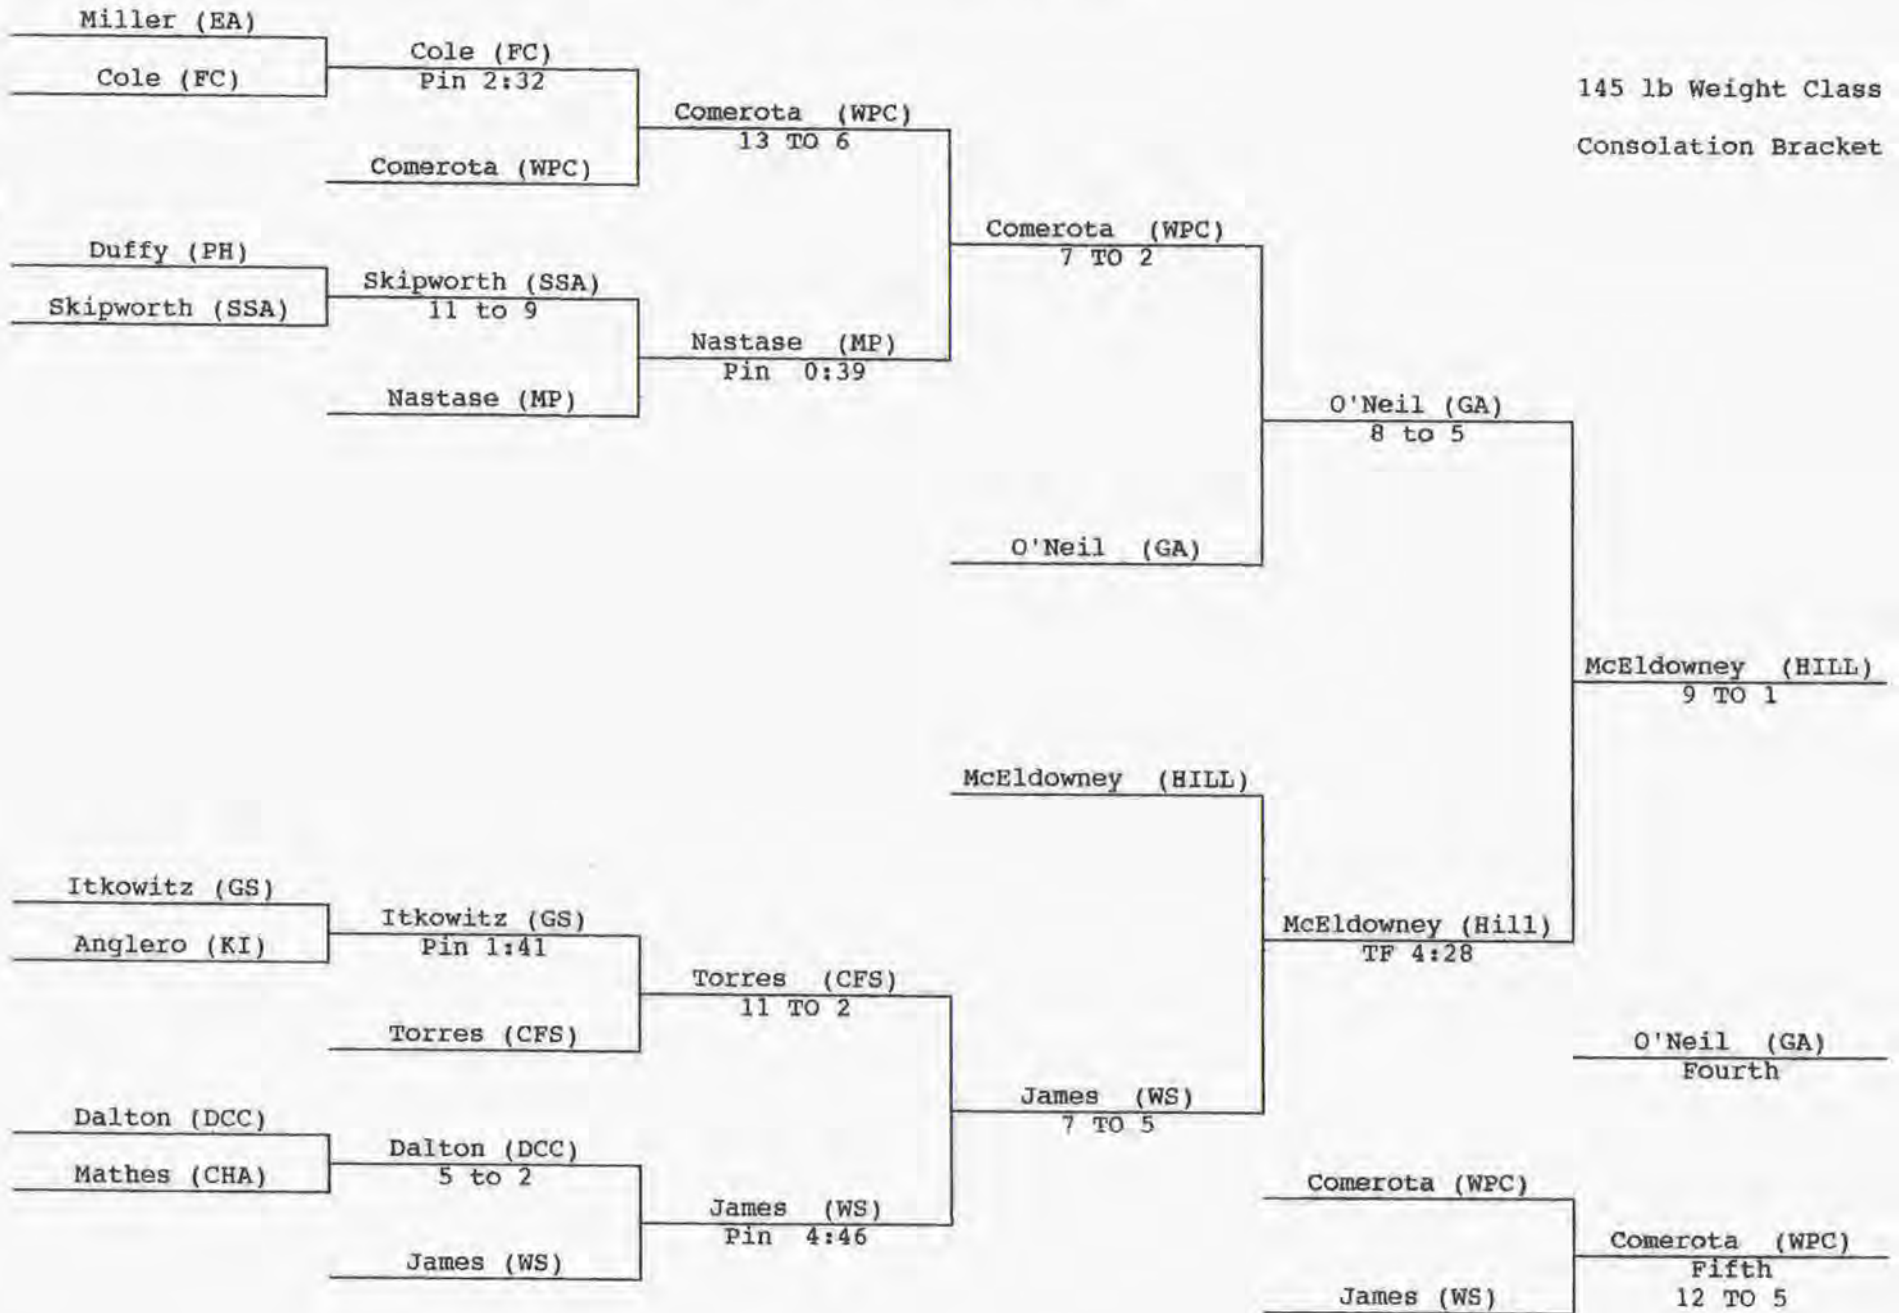 Miller (EA)
Cole (FC)
Cole (FC)
Pin 2:32
145 lb Weight Class
Consolation Bracket
Comerota (WPC)
13 TO 6
Comerota (WPC)
Comerota (WPC)
7 TO 2
Duffy (PH)
Skipworth (SSA)
Skipworth (SSA)
11 to 9
Nastase (MP)
Pin 0:39
Nastase (MP)
O'Neil (GA)
8 to 5
O'Neil (GA)
McEldowney (HILL)
9 TO 1
McEldowney (HILL)
Itkowitz (GS)
Anglero (KI)
Itkowitz (GS)
Pin 1:41
McEldowney (Hill)
TF 4:28
Torres (CFS)
11 TO 2
Torres (CFS)
O'Neil (GA)
Fourth
James (WS)
7 TO 5
Dalton (DCC)
Mathes (CHA)
Dalton (DCC)
5 to 2
James (WS)
Pin 4:46
James (WS)
Comerota (WPC)
James (WS)
Comerota (WPC)
Fifth
12 TO 5